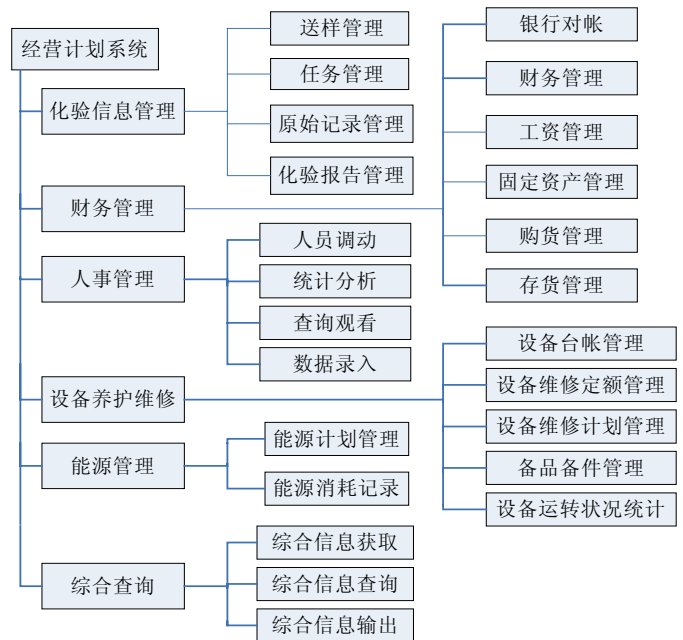 经营计划系统
化验信息管理
送样管理
任务管理
原始记录管理
化验报告管理
财务管理
银行对帐
财务管理
工资管理
固定资产管理
购货管理
存货管理
人事管理
人员调动
统计分析
查询观看
数据录入
设备养护维修
设备台帐管理
设备维修定额管理
设备维修计划管理
备品备件管理
设备运转状况统计
能源管理
能源计划管理
能源消耗记录
综合查询
综合信息获取
综合信息查询
综合信息输出